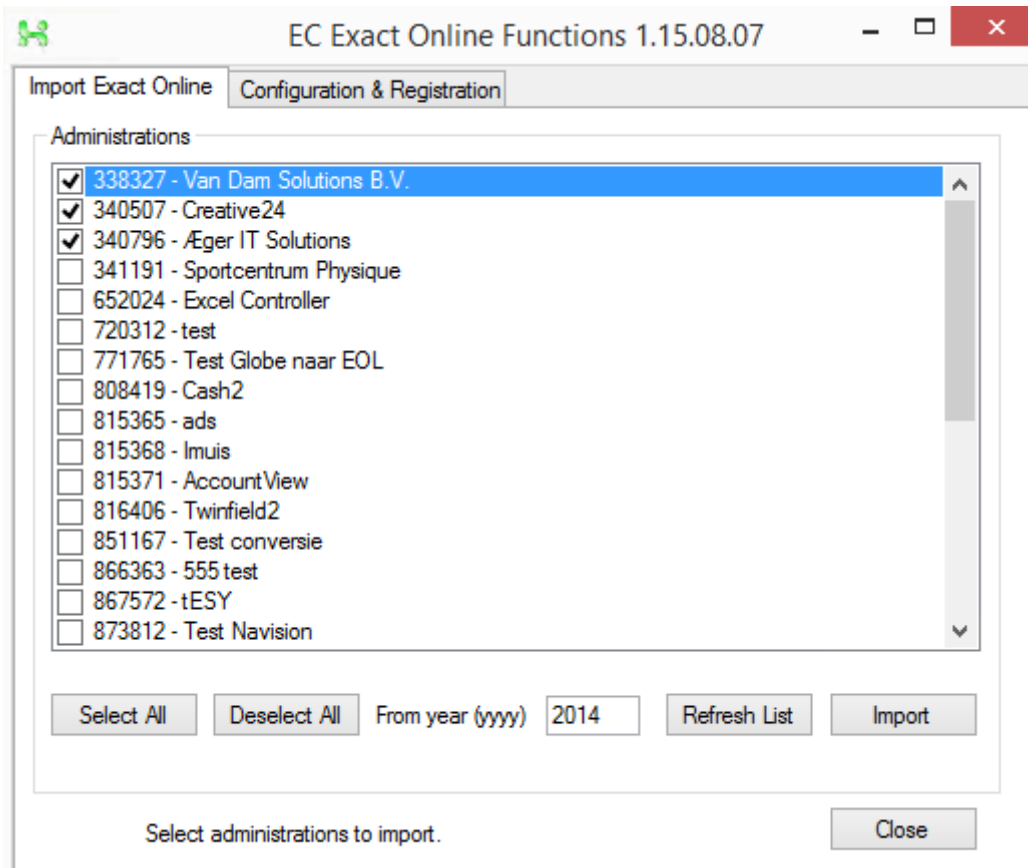 EC Exact Online Functions 1.15.08.07
Import Exact Online Configuration & Registration
Administrations
338327 - Van Dam Solutions B.V.
340507 - Creative24
340796 - Æger IT Solutions
341191 - Sportcentrum Physique
652024 - Excel Controller
720312 - test
771765 - Test Globe naar EOL
808419 - Cash2
815365 - ads
815368 - Imuis
815371 - AccountView
816406 - Twinfield2
851167 - Test conversie
866363 - 555 test
867572 - tESY
873812 - Test Navision
Select All Deselect All From year (yyyy) 2014 Refresh List Import
Select administrations to import. Close